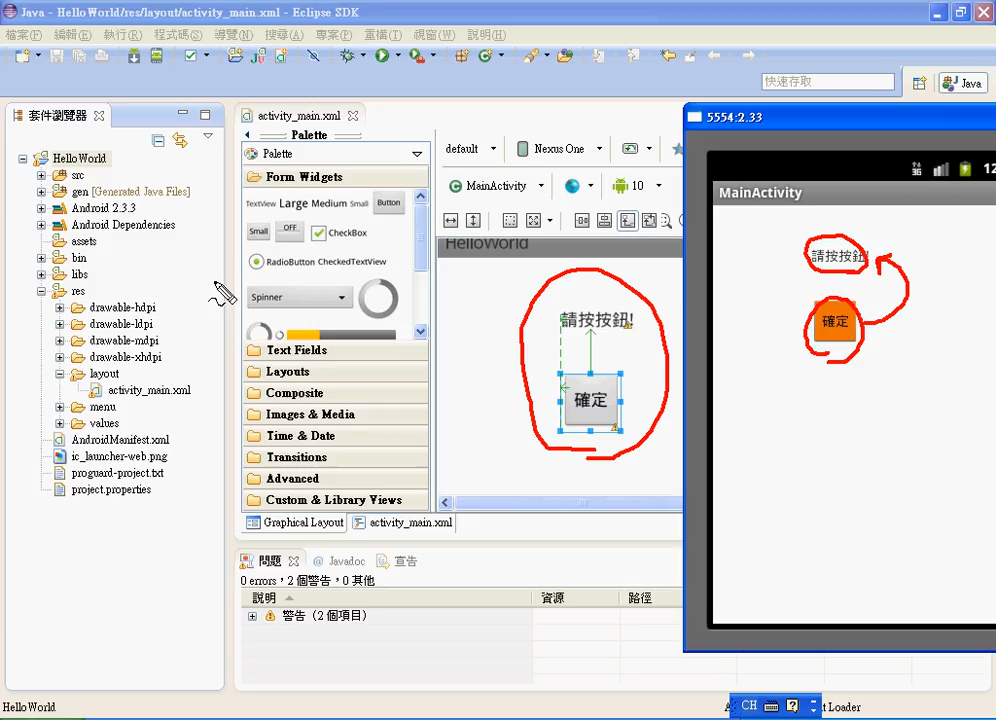 Java - HelloWorld/res/layout/activity_main.xml - Eclipse SDK
檔案(F) 編輯(E) 執行(R) 程式碼(S) 導覽(N) 搜尋(A) 專案(P) 重構(T) 視窗(W) 說明(H)
快速存取
Java
套件瀏覽器
HelloWorld
src
gen [Generated Java Files]
Android 2.3.3
Android Dependencies
assets
bin
libs
res
drawable-hdpi
drawable-ldpi
drawable-mdpi
drawable-xhdpi
layout
activity_main.xml
menu
values
AndroidManifest.xml
ic_launcher-web.png
proguard-project.txt
project.properties
activity_main.xml
Palette
Palette
Form Widgets
TextView Large Medium Small Button
Small OFF CheckBox
RadioButton CheckedTextView
Spinner
Text Fields
Layouts
Composite
Images & Media
Time & Date
Transitions
Advanced
Custom & Library Views
Graphical Layout activity_main.xml
default Nexus One
MainActivity 10
HelloWorld
請按按鈕!
確定
5554:2.33
3G 12
MainActivity
請按按鈕!
確定
問題 @ Javadoc 宣告
0 errors，2 個警告，0 其他
說明 資源 路徑
警告（2 個項目）
HelloWorld
CH
t Loader